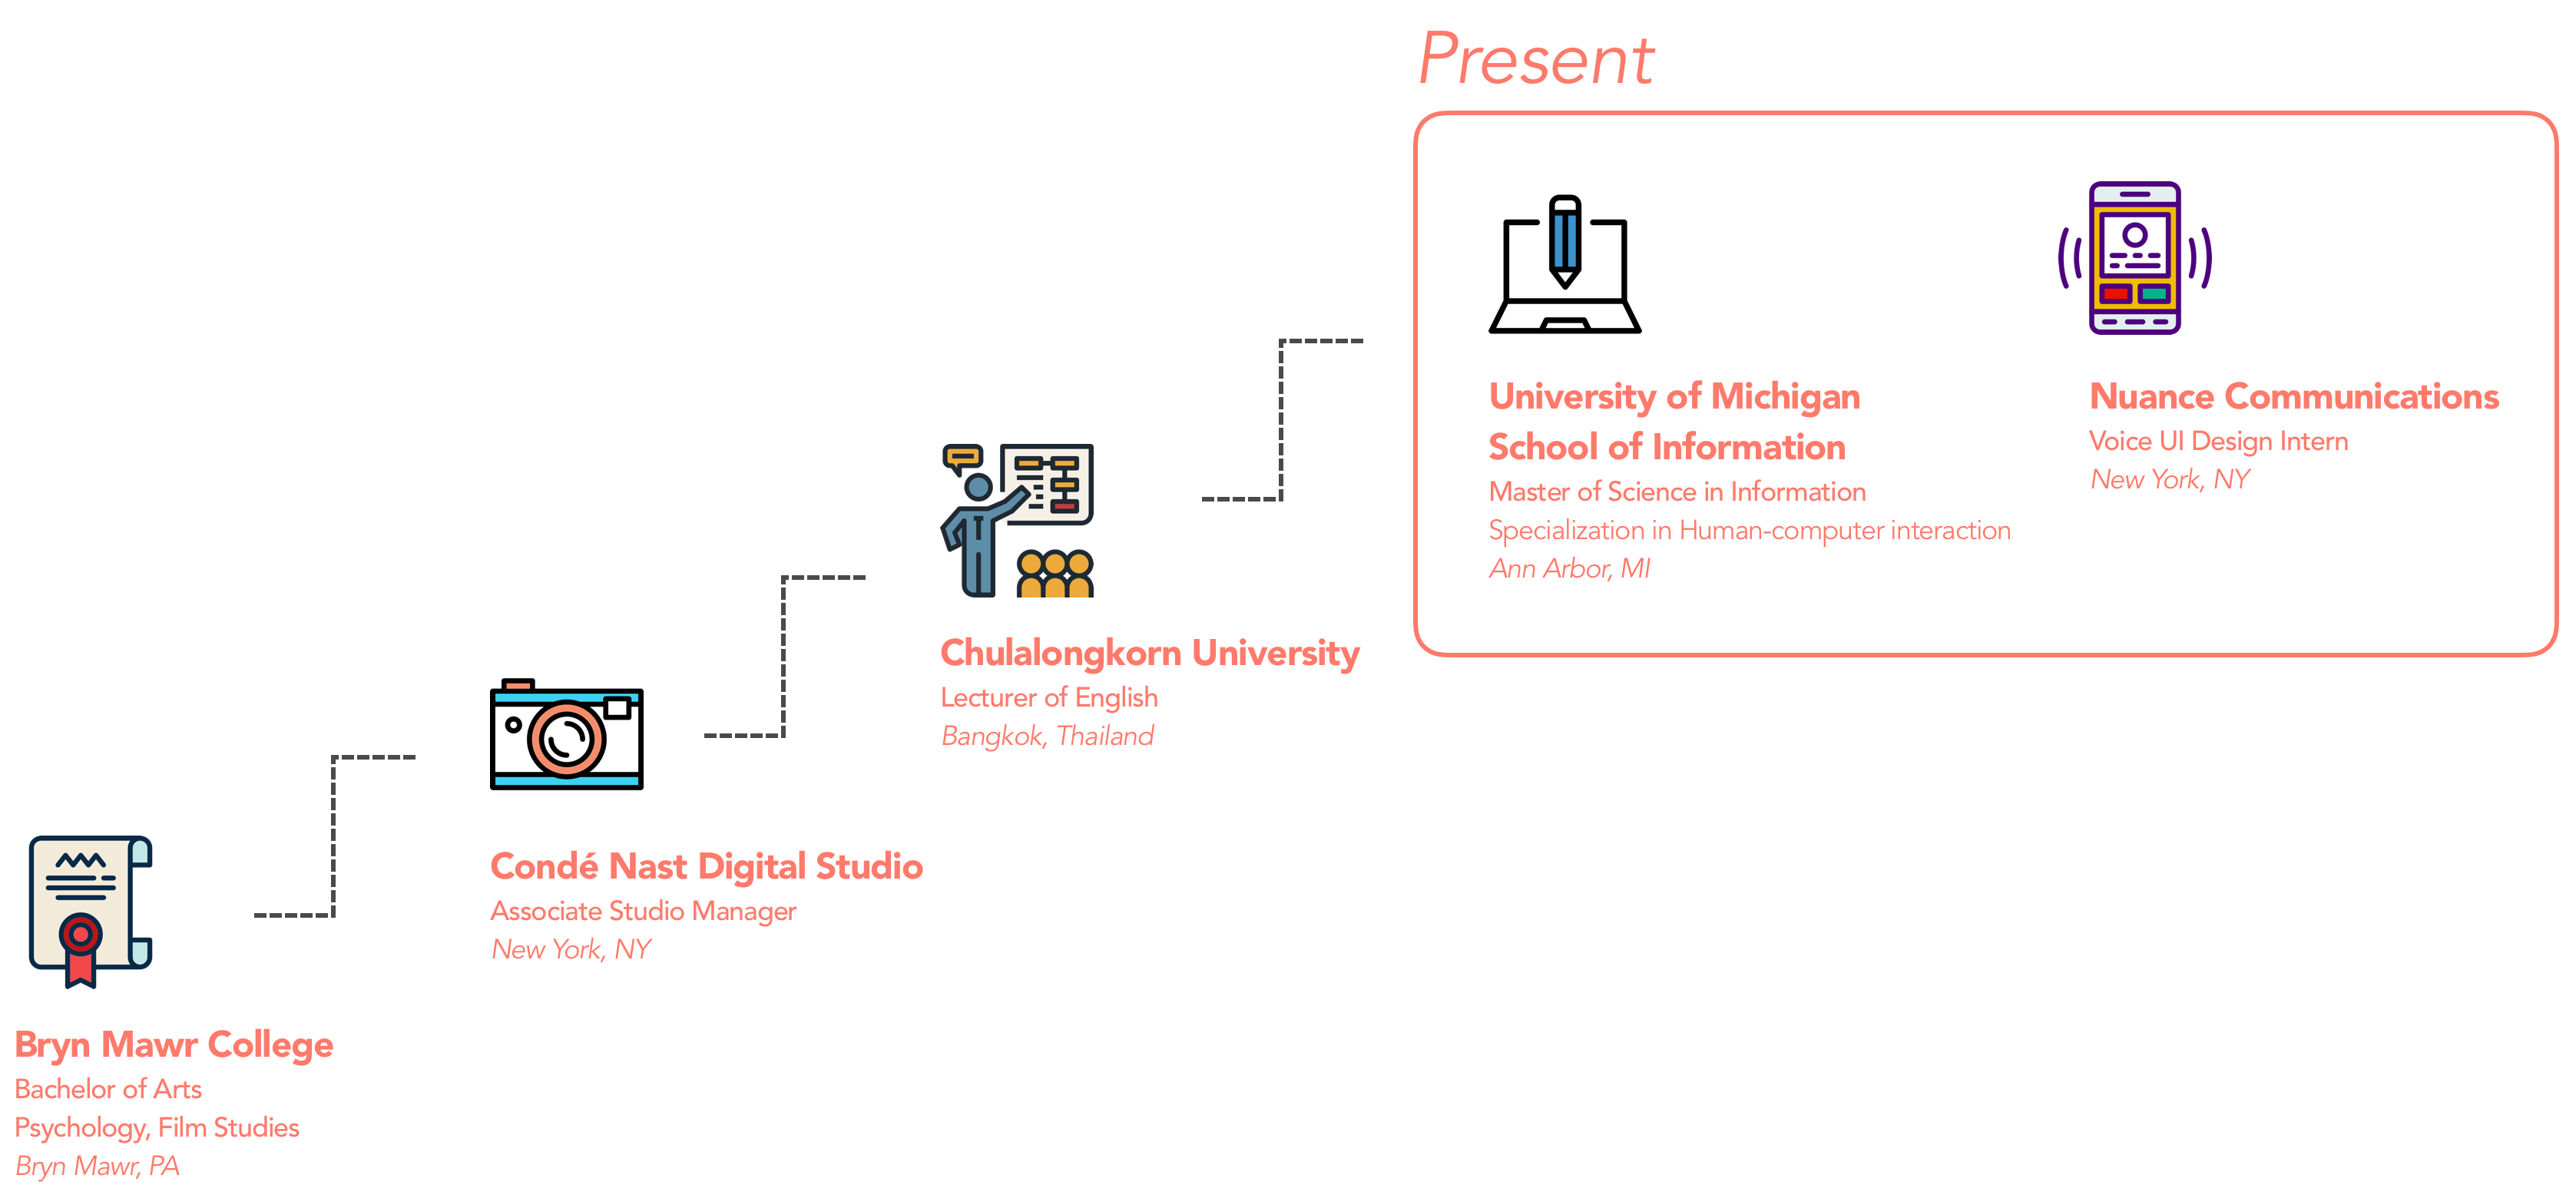 Present
University of Michigan
School of Information
Master of Science in Information
Specialization in Human-computer interaction
Ann Arbor, MI
Nuance Communications
Voice UI Design Intern
New York, NY
Chulalongkorn University
Lecturer of English
Bangkok, Thailand
Condé Nast Digital Studio
Associate Studio Manager
New York, NY
Bryn Mawr College
Bachelor of Arts
Psychology, Film Studies
Bryn Mawr, PA